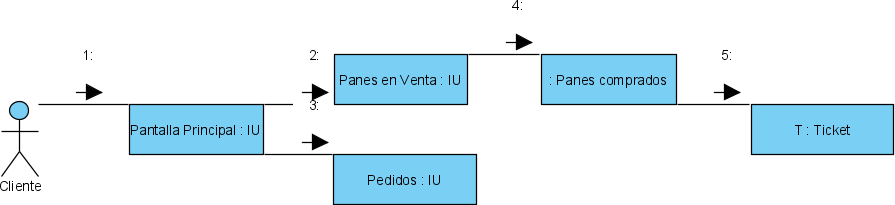 4:
1:
2:
5:
Panes en Venta : IU
: Panes comprados
3:
Pantalla Principal : IU
T : Ticket
Pedidos : IU
Cliente